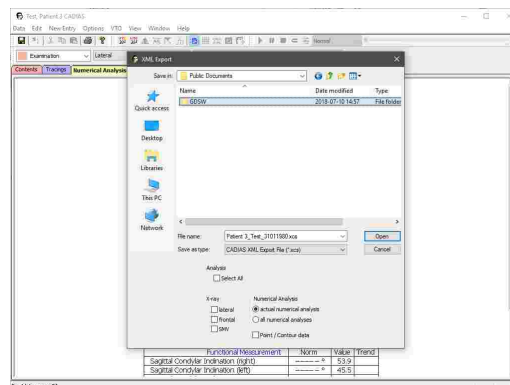 Test, Patient 3 CADIAS
Data Edit New Entry Options VTO View Window Help
Normal
Examination Lateral
Contents Tracings Numerical Analysis
XML Export
Save in: Public Documents
Name Date modified Type
GDSW 2018-07-10 14:57 File folder
Quick access
Desktop
Libraries
This PC
Network
File name: Patient 3_Test_31011980.xcs Open
Save as type: CADIAS XML Export File (*.xcs) Cancel
Analysis
Select All
X-ray Numerical Analysis
lateral actual numerical analysis
frontal all numerical analyses
SMV
Point / Contour data
Functional Measurement Norm Value Trend
Sagittal Condylar Inclination (right) ------- ° 53.9
Sagittal Condylar Inclination (left) ------- ° 45.5